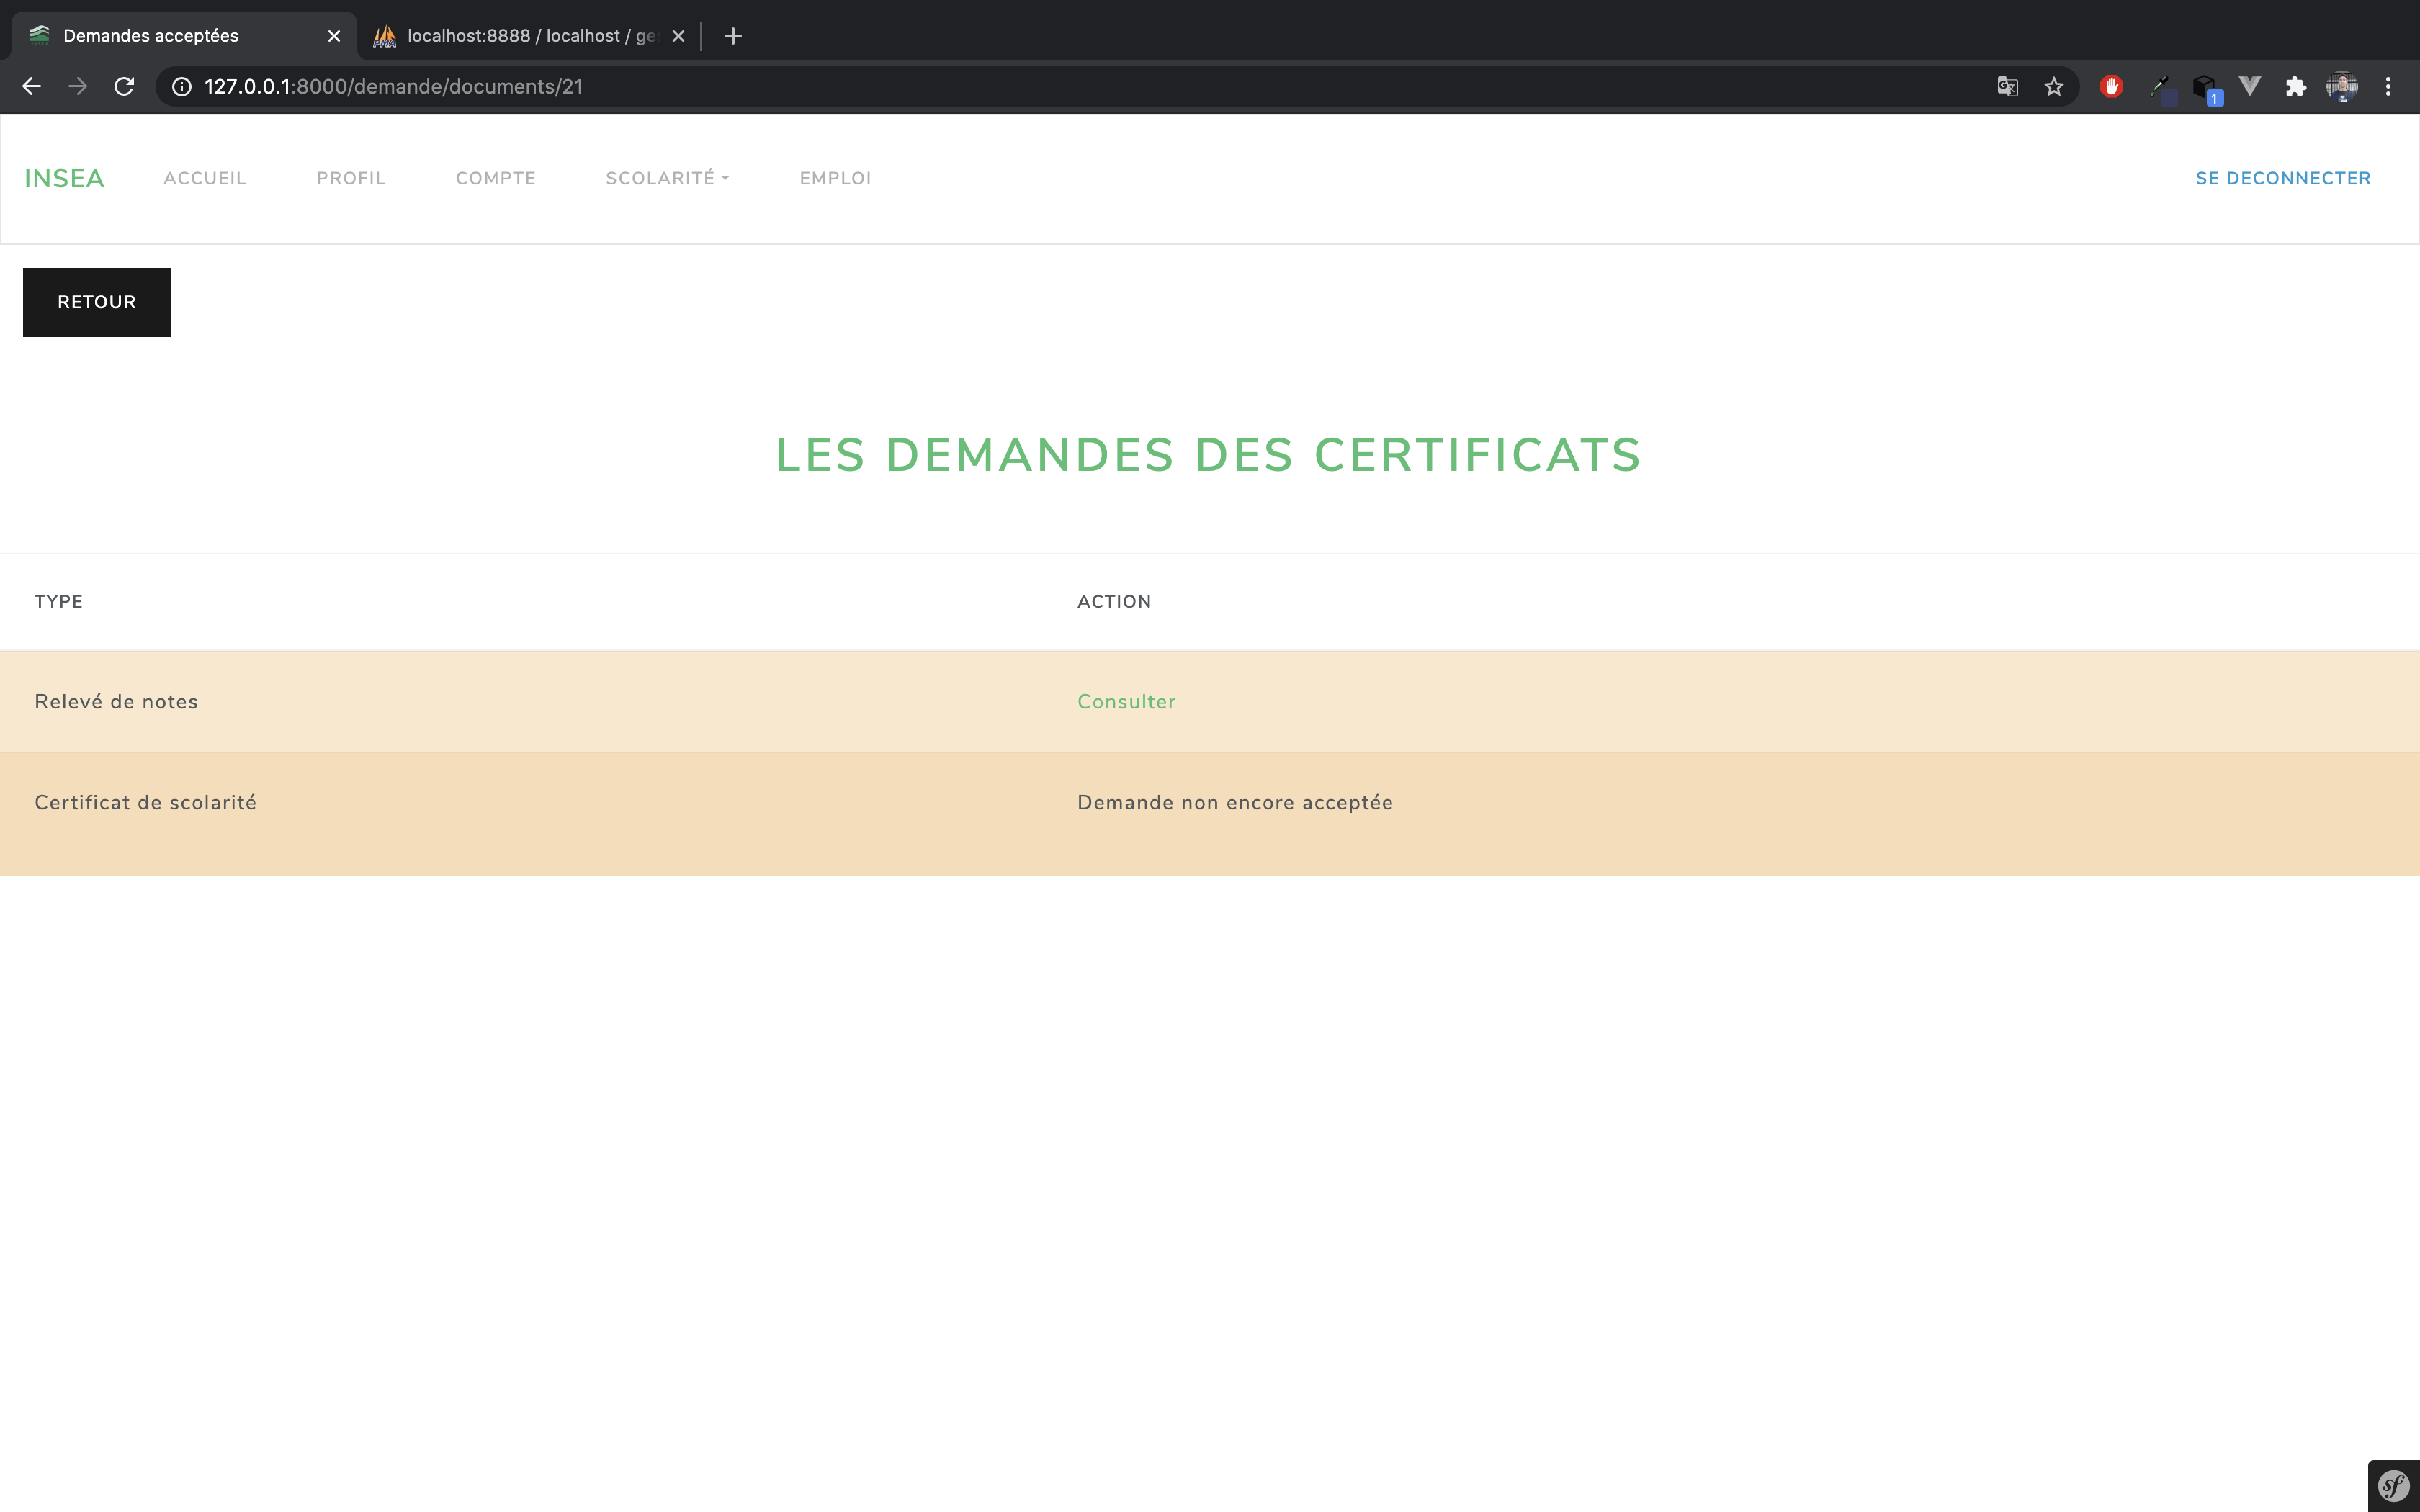 Demandes acceptées
localhost:8888 / localhost / ge
127.0.0.1:8000/demande/documents/21
1
INSEA ACCUEIL PROFIL COMPTE SCOLARITÉ EMPLOI SE DECONNECTER
RETOUR
LES DEMANDES DES CERTIFICATS
TYPE ACTION
Relevé de notes Consulter
Certificat de scolarité Demande non encore acceptée
sf